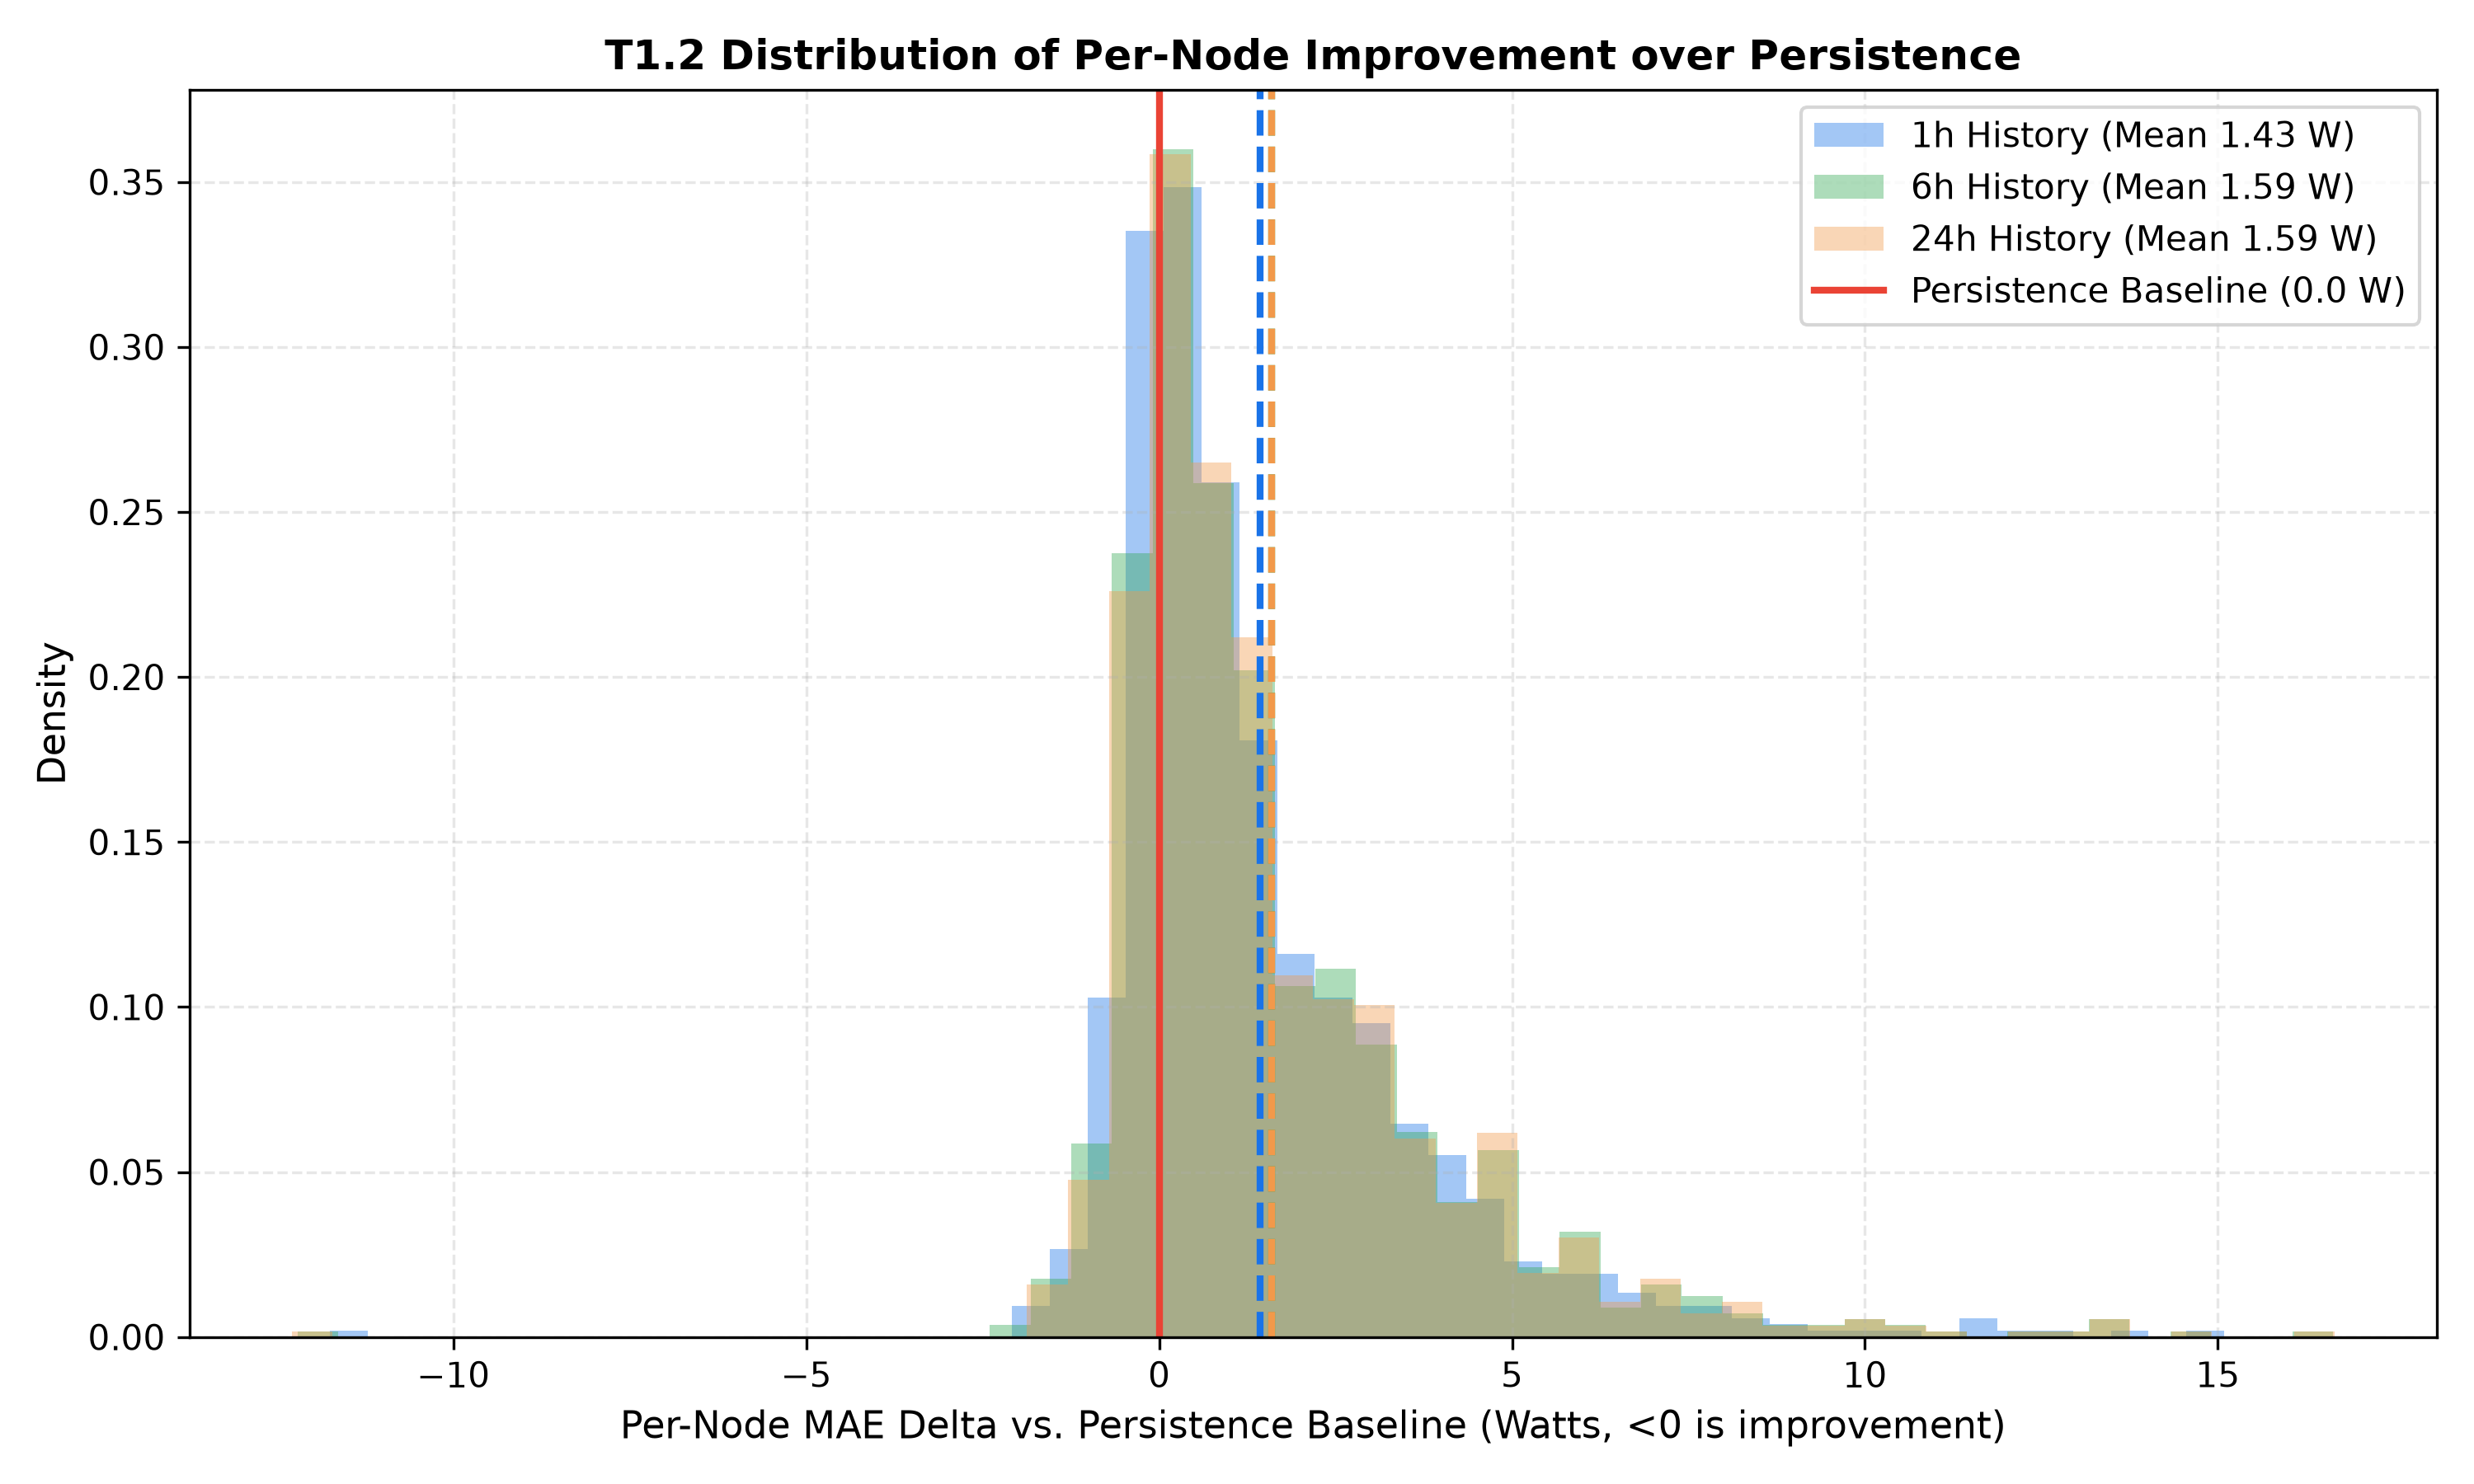 T1.2 Distribution of Per-Node Improvement over Persistence
1h History (Mean 1.43 W)
6h History (Mean 1.59 W)
24h History (Mean 1.59 W)
Persistence Baseline (0.0 W)
Density
0.35
0.30
0.25
0.20
0.15
0.10
0.05
0.00
−10
−5
0
5
10
15
Per-Node MAE Delta vs. Persistence Baseline (Watts, <0 is improvement)